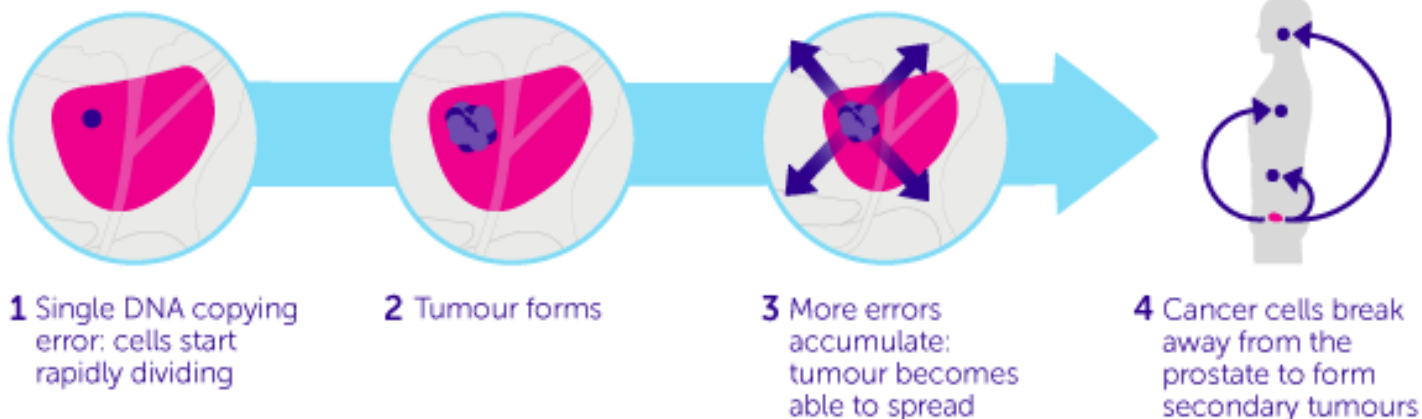 1 Single DNA copying
error: cells start
rapidly dividing
2 Tumour forms
3 More errors
accumulate:
tumour becomes
able to spread
4 Cancer cells break
away from the
prostate to form
secondary tumours